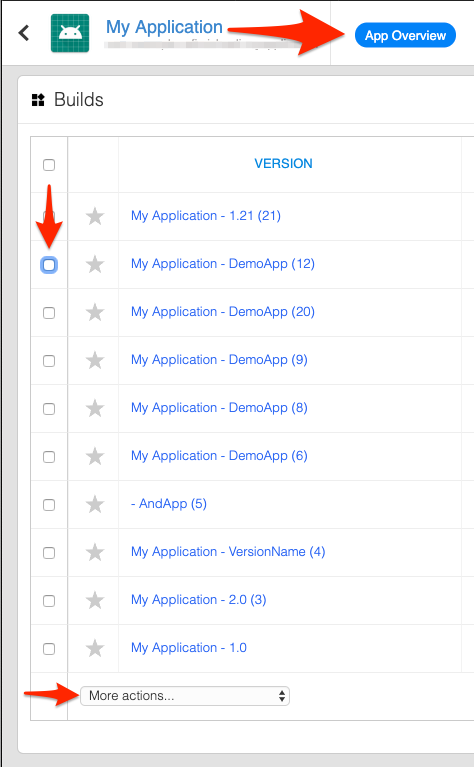 My Application
App Overview
Builds
VERSION
My Application - 1.21 (21)
My Application - DemoApp (12)
My Application - DemoApp (20)
My Application - DemoApp (9)
My Application - DemoApp (8)
My Application - DemoApp (6)
- AndApp (5)
My Application - VersionName (4)
My Application - 2.0 (3)
My Application - 1.0
More actions...